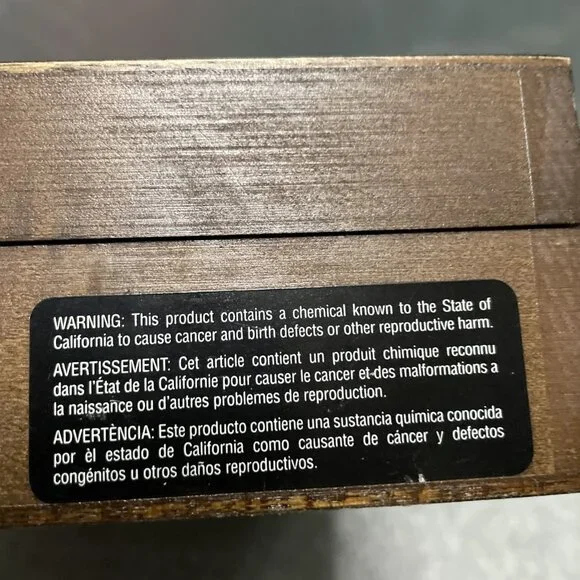 WARNING: This product contains a chemical known to the State of
California to cause cancer and birth defects or other reproductive harm.
AVERTISSEMENT: Cet article contient un produit chimique reconnu
dans l'État de la Californie pour causer le cancer et des malformations a
la naissance ou d'autres problèmes de reproduction.
ADVERTÈNCIA: Este producto contiene una sustancia química conocida
por èl estado de California como causante de cáncer y defectos
congénitos u otros daños reproductivos.